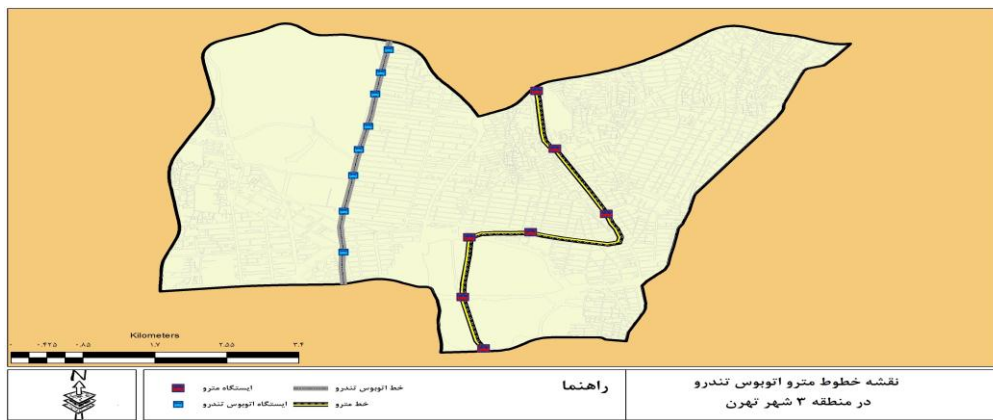 Kilometers
۰ ۰.۴۲۵ ۰.۸۵ ۱.۷ ۲.۵۵ ۳.۴
N
راهنما
ایستگاه مترو
خط اتوبوس تندرو
ایستگاه اتوبوس تندرو
خط مترو
نقشه خطوط مترو اتوبوس تندرو
در منطقه ۳ شهر تهرن